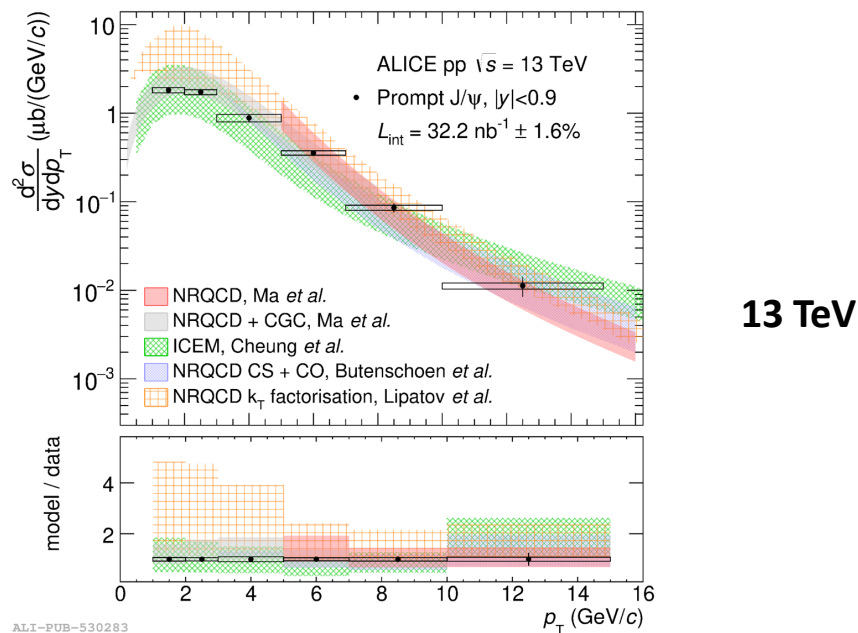 ALICE pp √s = 13 TeV
Prompt J/ψ, |y|<0.9
L_int = 32.2 nb⁻¹ ± 1.6%
d²σ/dydp_T (μb/(GeV/c))
10
1
10⁻¹
10⁻²
10⁻³
NRQCD, Ma et al.
NRQCD + CGC, Ma et al.
ICEM, Cheung et al.
NRQCD CS + CO, Butenschoen et al.
NRQCD k_T factorisation, Lipatov et al.
13 TeV
model / data
4
2
0 2 4 6 8 10 12 14 16
p_T (GeV/c)
ALI-PUB-530283